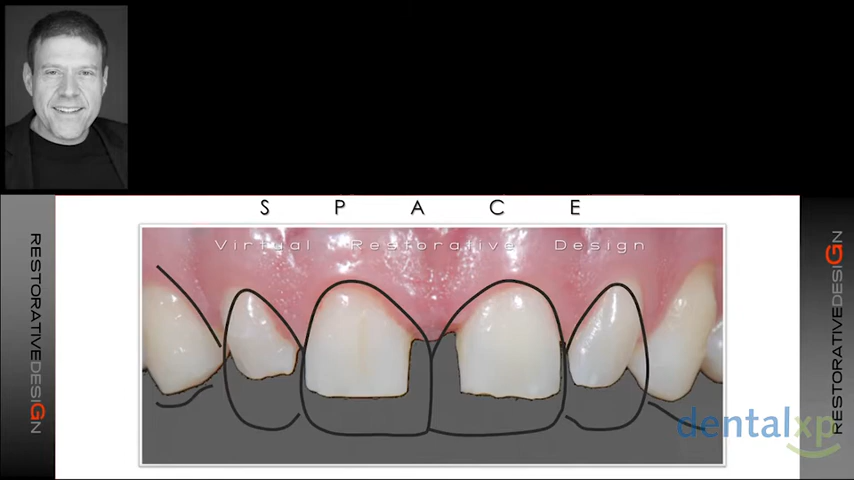 S P A C E
Virtual Restorative Design
RESTORATIVEDESIGN
RESTORATIVEDESIGN
dentalxp